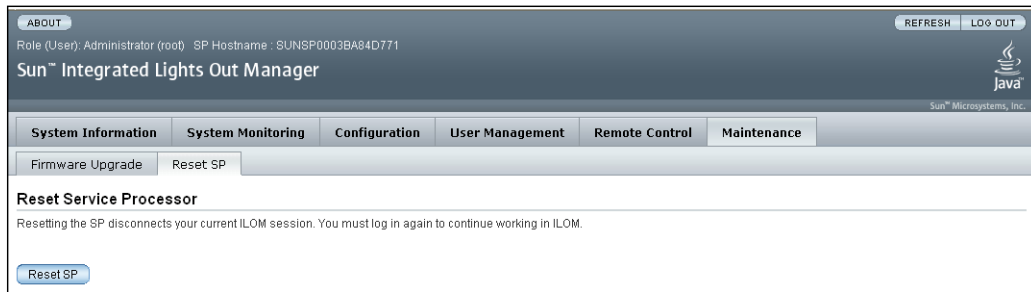 ABOUT
REFRESH LOG OUT
Role (User): Administrator (root) SP Hostname : SUNSP0003BA84D771
Sun™ Integrated Lights Out Manager
Java™
Sun™ Microsystems, Inc.
System Information System Monitoring Configuration User Management Remote Control Maintenance
Firmware Upgrade Reset SP
Reset Service Processor
Resetting the SP disconnects your current ILOM session. You must log in again to continue working in ILOM.
Reset SP